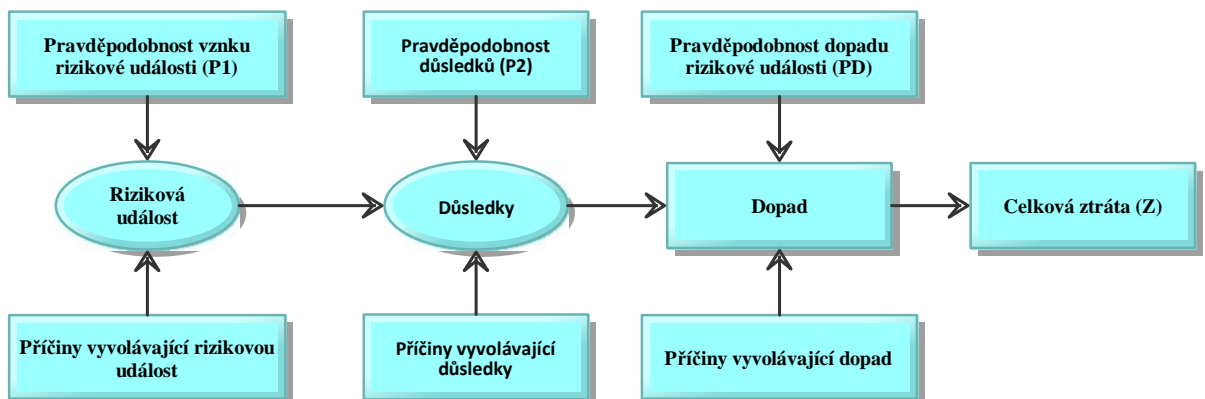 Pravděpodobnost vznku
rizikové události (P1)
Pravděpodobnost
důsledků (P2)
Pravděpodobnost dopadu
rizikové události (PD)
Riziková
událost
Důsledky
Dopad
Celková ztráta (Z)
Příčiny vyvolávající rizikovou
událost
Příčiny vyvolávající
důsledky
Příčiny vyvolávající dopad